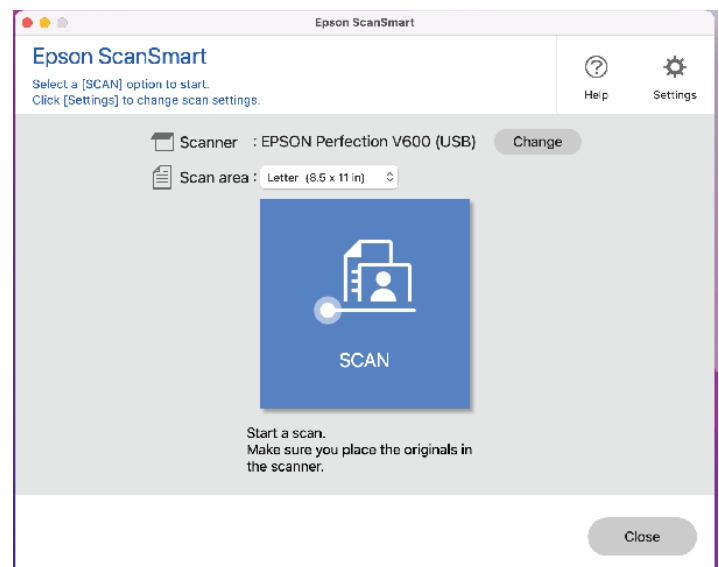 Epson ScanSmart
Epson ScanSmart
Select a [SCAN] option to start.
Click [Settings] to change scan settings.
Help
Settings
Scanner : EPSON Perfection V600 (USB)
Change
Scan area : Letter (8.5 x 11 in)
SCAN
Start a scan.
Make sure you place the originals in
the scanner.
Close